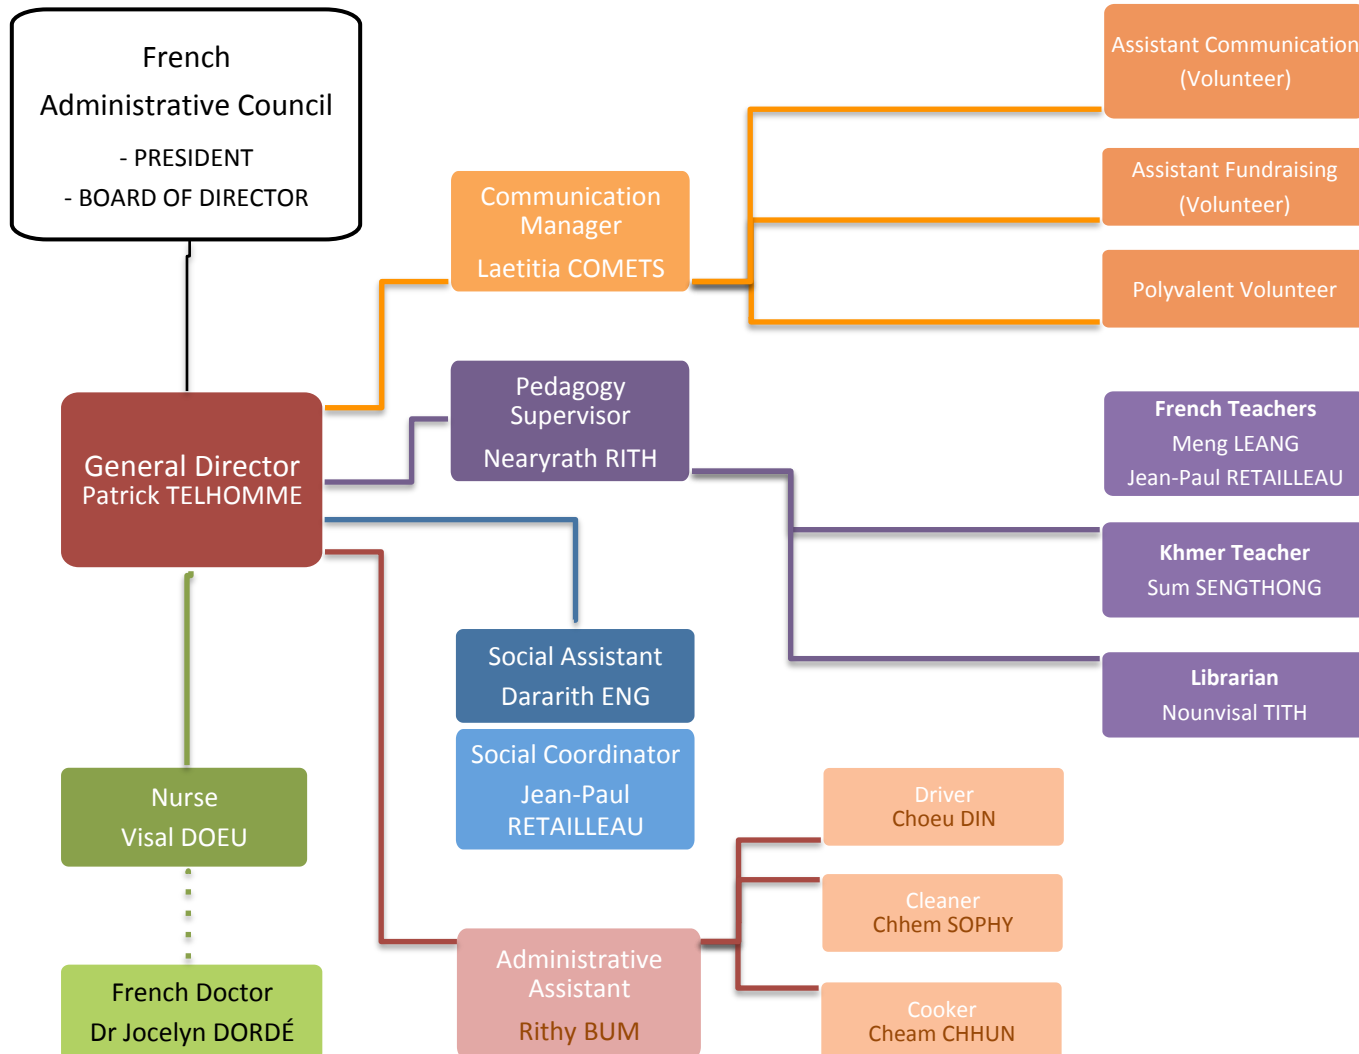 French
Administrative Council
- PRESIDENT
- BOARD OF DIRECTOR
Assistant Communication
(Volunteer)
Assistant Fundraising
(Volunteer)
Polyvalent Volunteer
Communication
Manager
Laetitia COMETS
Pedagogy
Supervisor
Nearyrath RITH
French Teachers
Meng LEANG
Jean-Paul RETAILLEAU
Khmer Teacher
Sum SENGTHONG
Librarian
Nounvisal TITH
General Director
Patrick TELHOMME
Social Assistant
Dararith ENG
Social Coordinator
Jean-Paul
RETAILLEAU
Nurse
Visal DOEU
French Doctor
Dr Jocelyn DORDÉ
Administrative
Assistant
Rithy BUM
Driver
Choeu DIN
Cleaner
Chhem SOPHY
Cooker
Cheam CHHUN